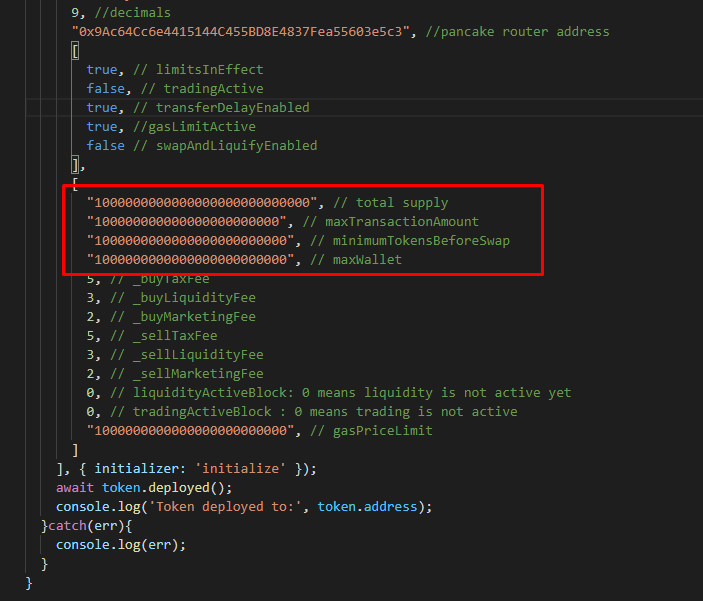 9, //decimals
"0x9Ac64Cc6e4415144C455BD8E4837Fea55603e5c3", //pancake router address
[
true, // limitsInEffect
false, // tradingActive
true, // transferDelayEnabled
true, //gasLimitActive
false // swapAndLiquifyEnabled
],
[
"1000000000000000000000000000", // total supply
"100000000000000000000000", // maxTransactionAmount
"1000000000000000000000000", // minimumTokensBeforeSwap
"1000000000000000000000000", // maxWallet
5, // _buyTaxFee
3, // _buyLiquidityFee
2, // _buyMarketingFee
5, // _sellTaxFee
3, // _sellLiquidityFee
2, // _sellMarketingFee
0, // liquidityActiveBlock: 0 means liquidity is not active yet
0, // tradingActiveBlock : 0 means trading is not active
"1000000000000000000000000", // gasPriceLimit
]
], { initializer: 'initialize' });
await token.deployed();
console.log('Token deployed to:', token.address);
}catch(err){
console.log(err);
}
}